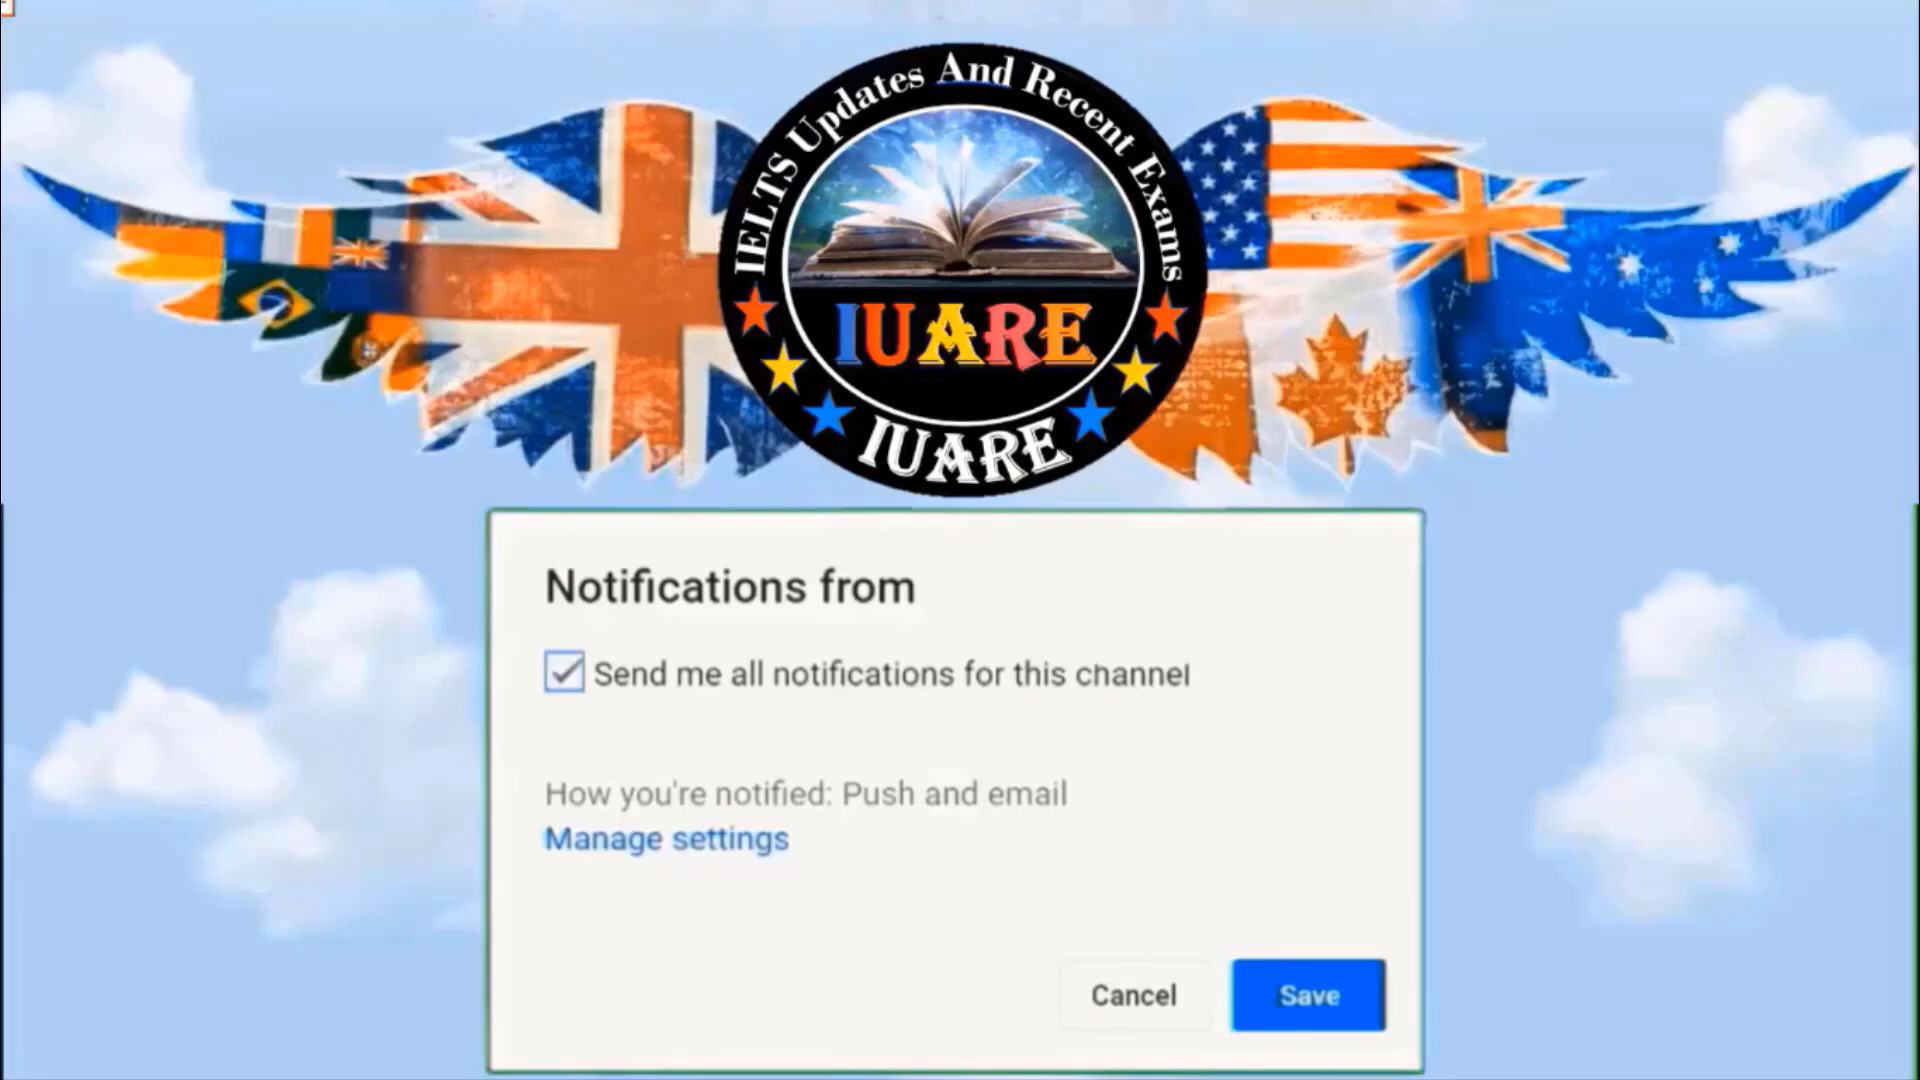 IELTS Updates And Recent Exams
IUARE
IUARE
Notifications from
Send me all notifications for this channel
How you're notified: Push and email
Manage settings
Cancel
Save